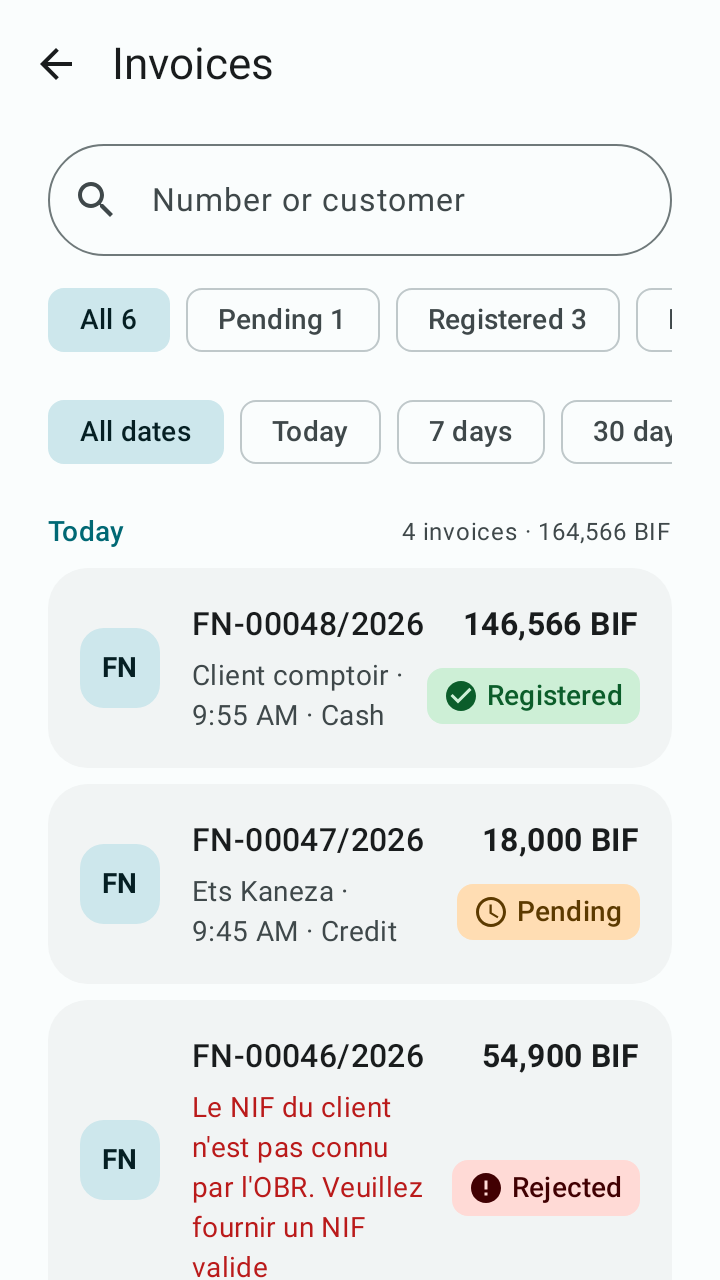 Invoices
Number or customer
All 6
Pending 1
Registered 3
All dates
Today
7 days
30 day
Today
4 invoices · 164,566 BIF
FN
FN-00048/2026
146,566 BIF
Client comptoir ·
9:55 AM · Cash
Registered
FN
FN-00047/2026
18,000 BIF
Ets Kaneza ·
9:45 AM · Credit
Pending
FN
FN-00046/2026
54,900 BIF
Le NIF du client
n'est pas connu
par l'OBR. Veuillez
fournir un NIF
valide
Rejected